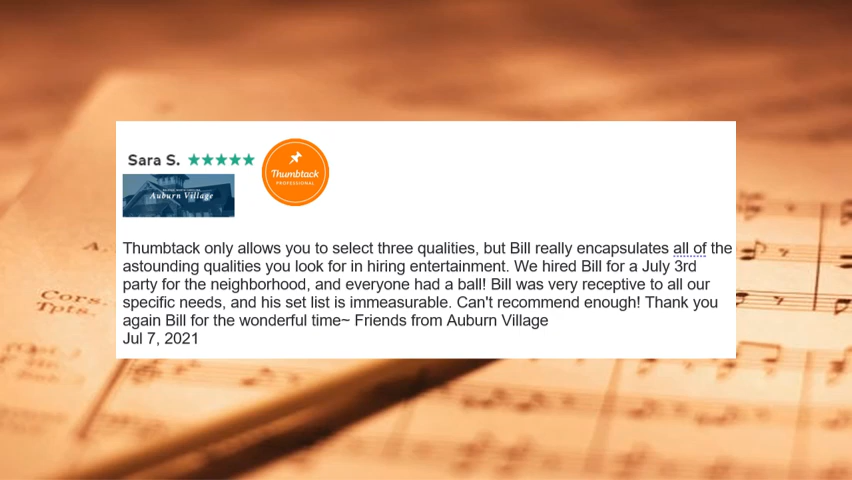 Sara S.
Thumbtack
PROFESSIONAL
Auburn Village
Thumbtack only allows you to select three qualities, but Bill really encapsulates all of the
astounding qualities you look for in hiring entertainment. We hired Bill for a July 3rd
party for the neighborhood, and everyone had a ball! Bill was very receptive to all our
specific needs, and his set list is immeasurable. Can't recommend enough! Thank you
again Bill for the wonderful time~ Friends from Auburn Village
Jul 7, 2021
A.
Cors.
Tpts.